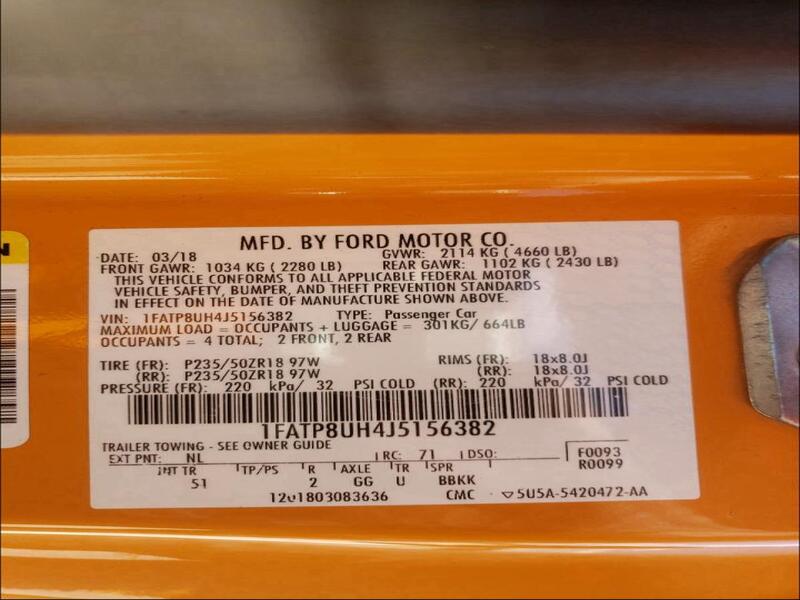 MFD. BY FORD MOTOR CO.
DATE: 03/18 GVWR: 2114 KG ( 4660 LB)
FRONT GAWR: 1034 KG ( 2280 LB) REAR GAWR: 1102 KG ( 2430 LB)
THIS VEHICLE CONFORMS TO ALL APPLICABLE FEDERAL MOTOR
VEHICLE SAFETY, BUMPER, AND THEFT PREVENTION STANDARDS
IN EFFECT ON THE DATE OF MANUFACTURE SHOWN ABOVE.
VIN: 1FATP8UH4J5156382 TYPE: Passenger Car
MAXIMUM LOAD = OCCUPANTS + LUGGAGE = 301KG/ 664LB
OCCUPANTS = 4 TOTAL; 2 FRONT, 2 REAR
TIRE (FR): P235/50ZR18 97W RIMS (FR): 18x8.0J
(RR): P235/50ZR18 97W (RR): 18x8.0J
PRESSURE (FR): 220 kPa/ 32 PSI COLD (RR): 220 kPa/ 32 PSI COLD
1FATP8UH4J5156382
TRAILER TOWING - SEE OWNER GUIDE
EXT PNT: NL RC: 71 DSO: F0093
R0099
INT TR TP/PS R AXLE TR SPR
51 2 GG U BBKK
1201803083636 CMC ▽5U5A-5420472-AA
N